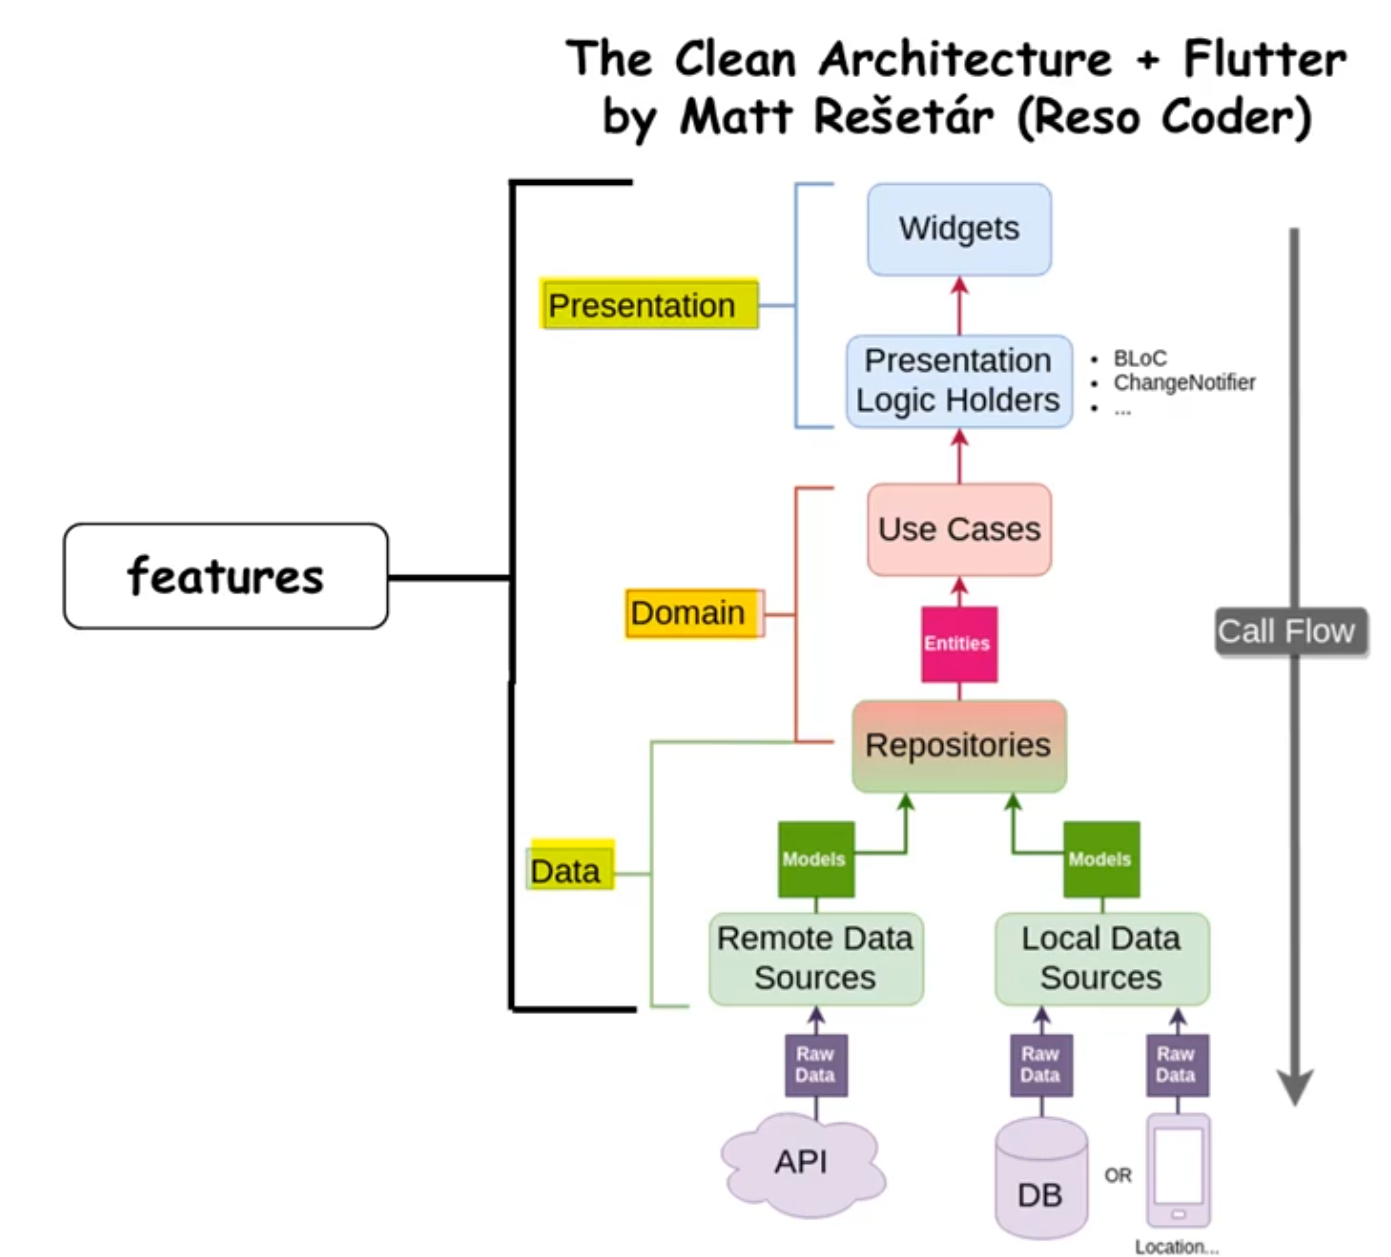 The Clean Architecture + Flutter
by Matt Rešetár (Reso Coder)
Widgets
Presentation
Presentation
Logic Holders
• BLoC
• ChangeNotifier
• ...
Use Cases
features
Domain
Entities
Call Flow
Repositories
Data
Models
Models
Remote Data
Sources
Local Data
Sources
Raw
Data
Raw
Data
Raw
Data
API
DB
OR
Location...